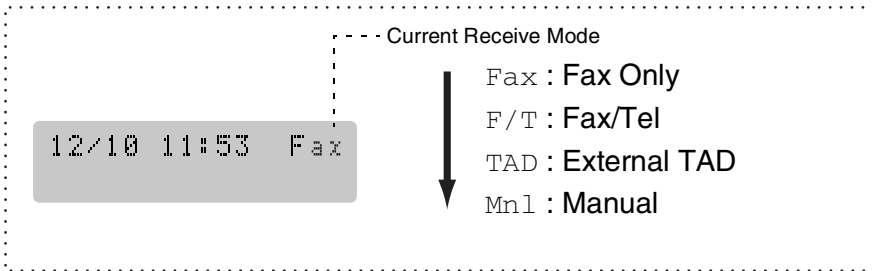 Current Receive Mode
12/10 11:53 Fax
Fax : Fax Only
F/T : Fax/Tel
TAD : External TAD
Mnl : Manual